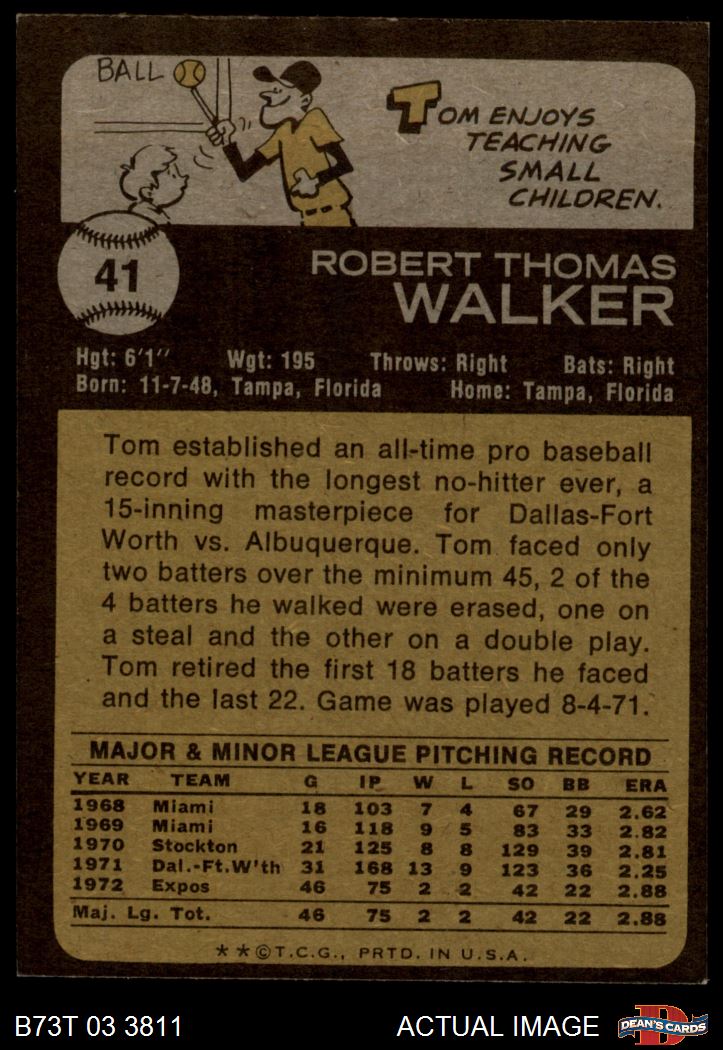 BALL
TOM ENJOYS
TEACHING
SMALL
CHILDREN.
41
ROBERT THOMAS
WALKER
Hgt: 6'1" Wgt: 195 Throws: Right Bats: Right
Born: 11-7-48, Tampa, Florida Home: Tampa, Florida
Tom established an all-time pro baseball
record with the longest no-hitter ever, a
15-inning masterpiece for Dallas-Fort
Worth vs. Albuquerque. Tom faced only
two batters over the minimum 45, 2 of the
4 batters he walked were erased, one on
a steal and the other on a double play.
Tom retired the first 18 batters he faced
and the last 22. Game was played 8-4-71.
MAJOR & MINOR LEAGUE PITCHING RECORD
YEAR TEAM G IP W L SO BB ERA
1968 Miami 18 103 7 4 67 29 2.62
1969 Miami 16 118 9 5 83 33 2.82
1970 Stockton 21 125 8 8 129 39 2.81
1971 Dal.-Ft.W'th 31 168 13 9 123 36 2.25
1972 Expos 46 75 2 2 42 22 2.88
Maj. Lg. Tot. 46 75 2 2 42 22 2.88
**©T.C.G., PRTD. IN U.S.A.
B73T 03 3811 ACTUAL IMAGE
D
DEAN'S CARDS